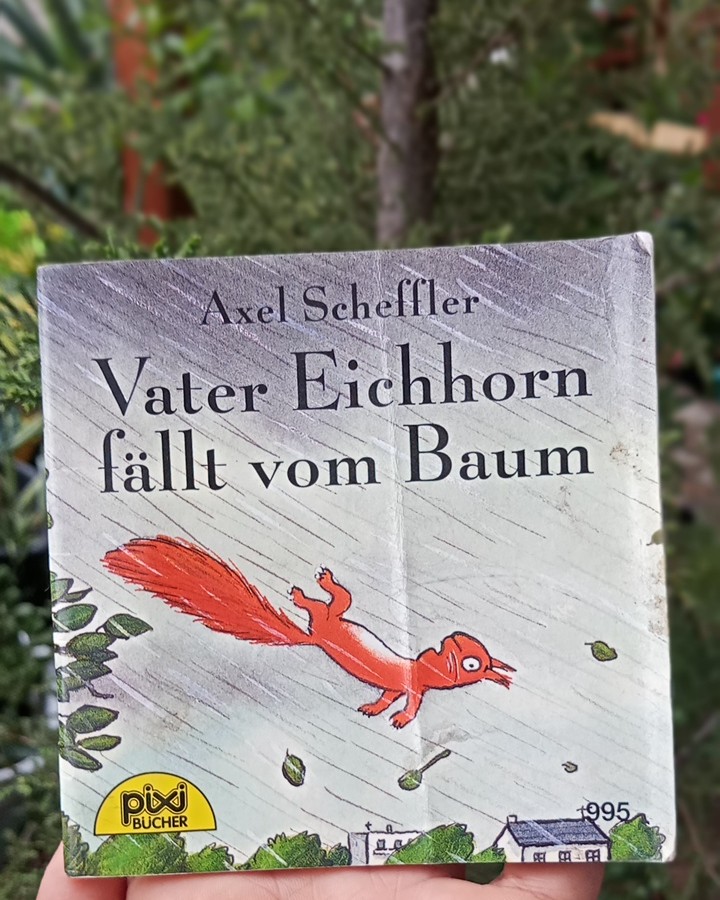 Axel Scheffler
Vater Eichhorn
fällt vom Baum
pixi
BÜCHER
995